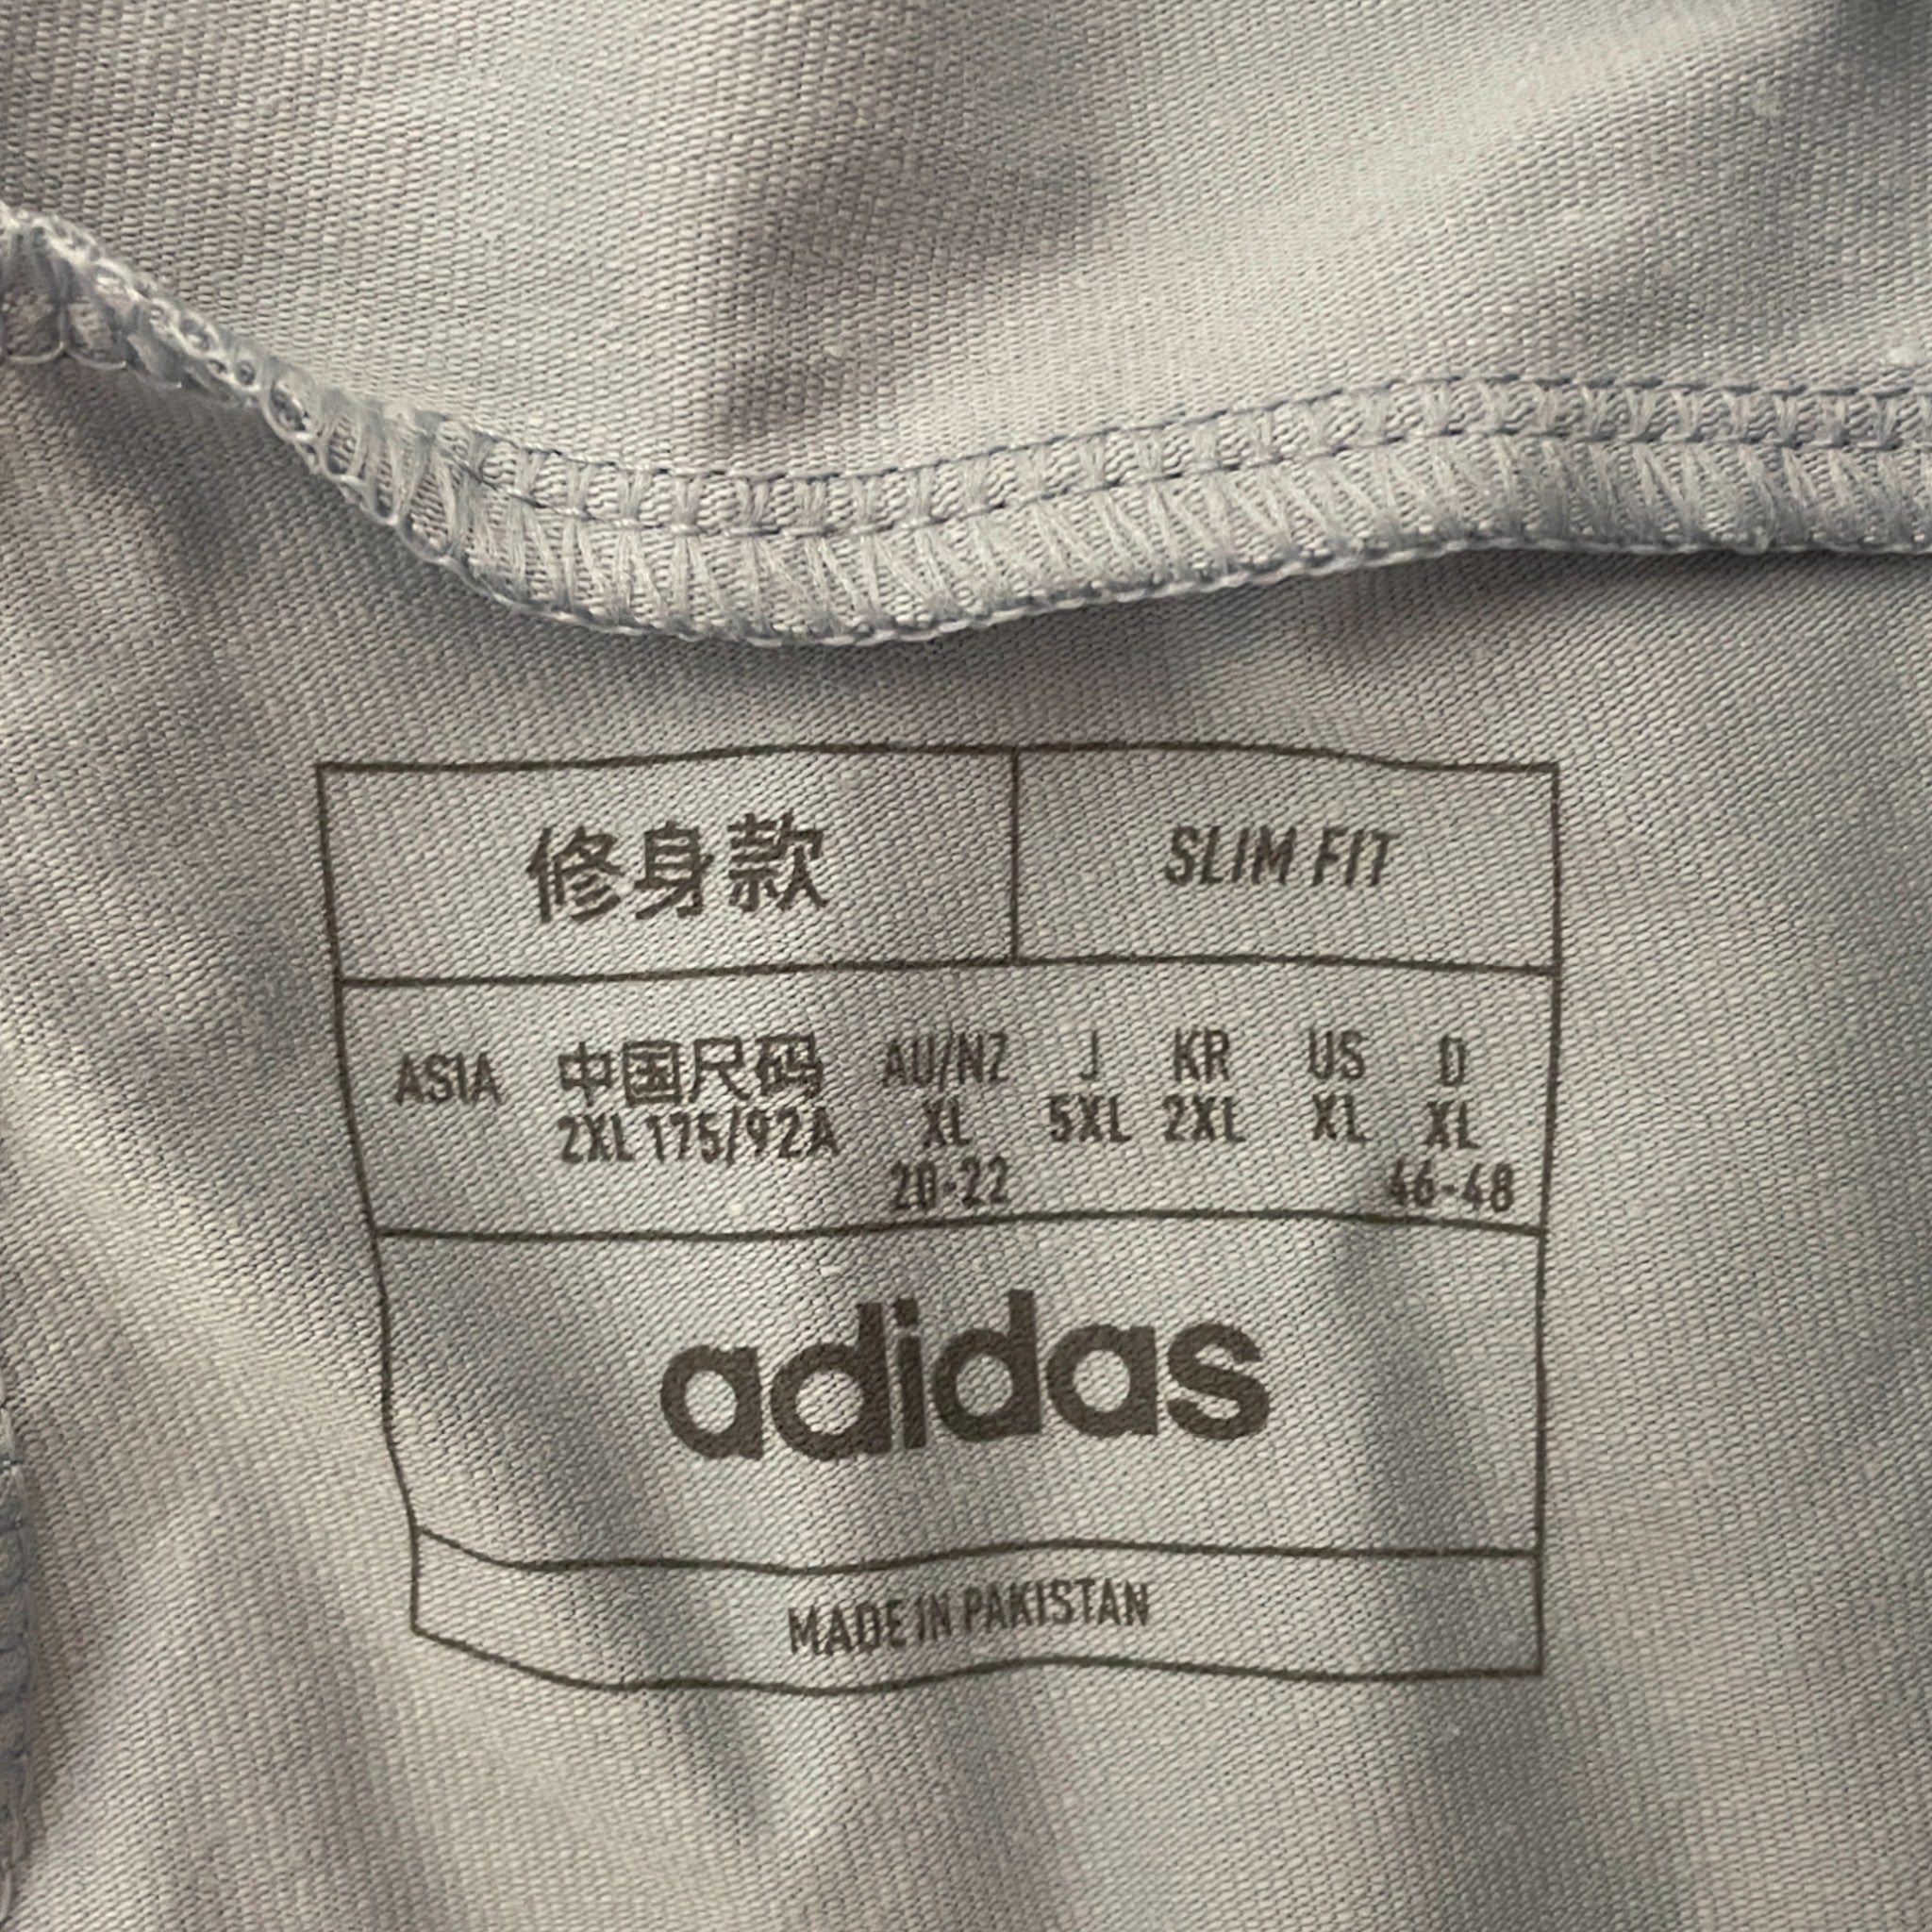 修身款 SLIM FIT
ASIA 中国尺码 AU/NZ J KR US D
2XL 175/92A XL 5XL 2XL XL XL
20-22 46-48
adidas
MADE IN PAKISTAN